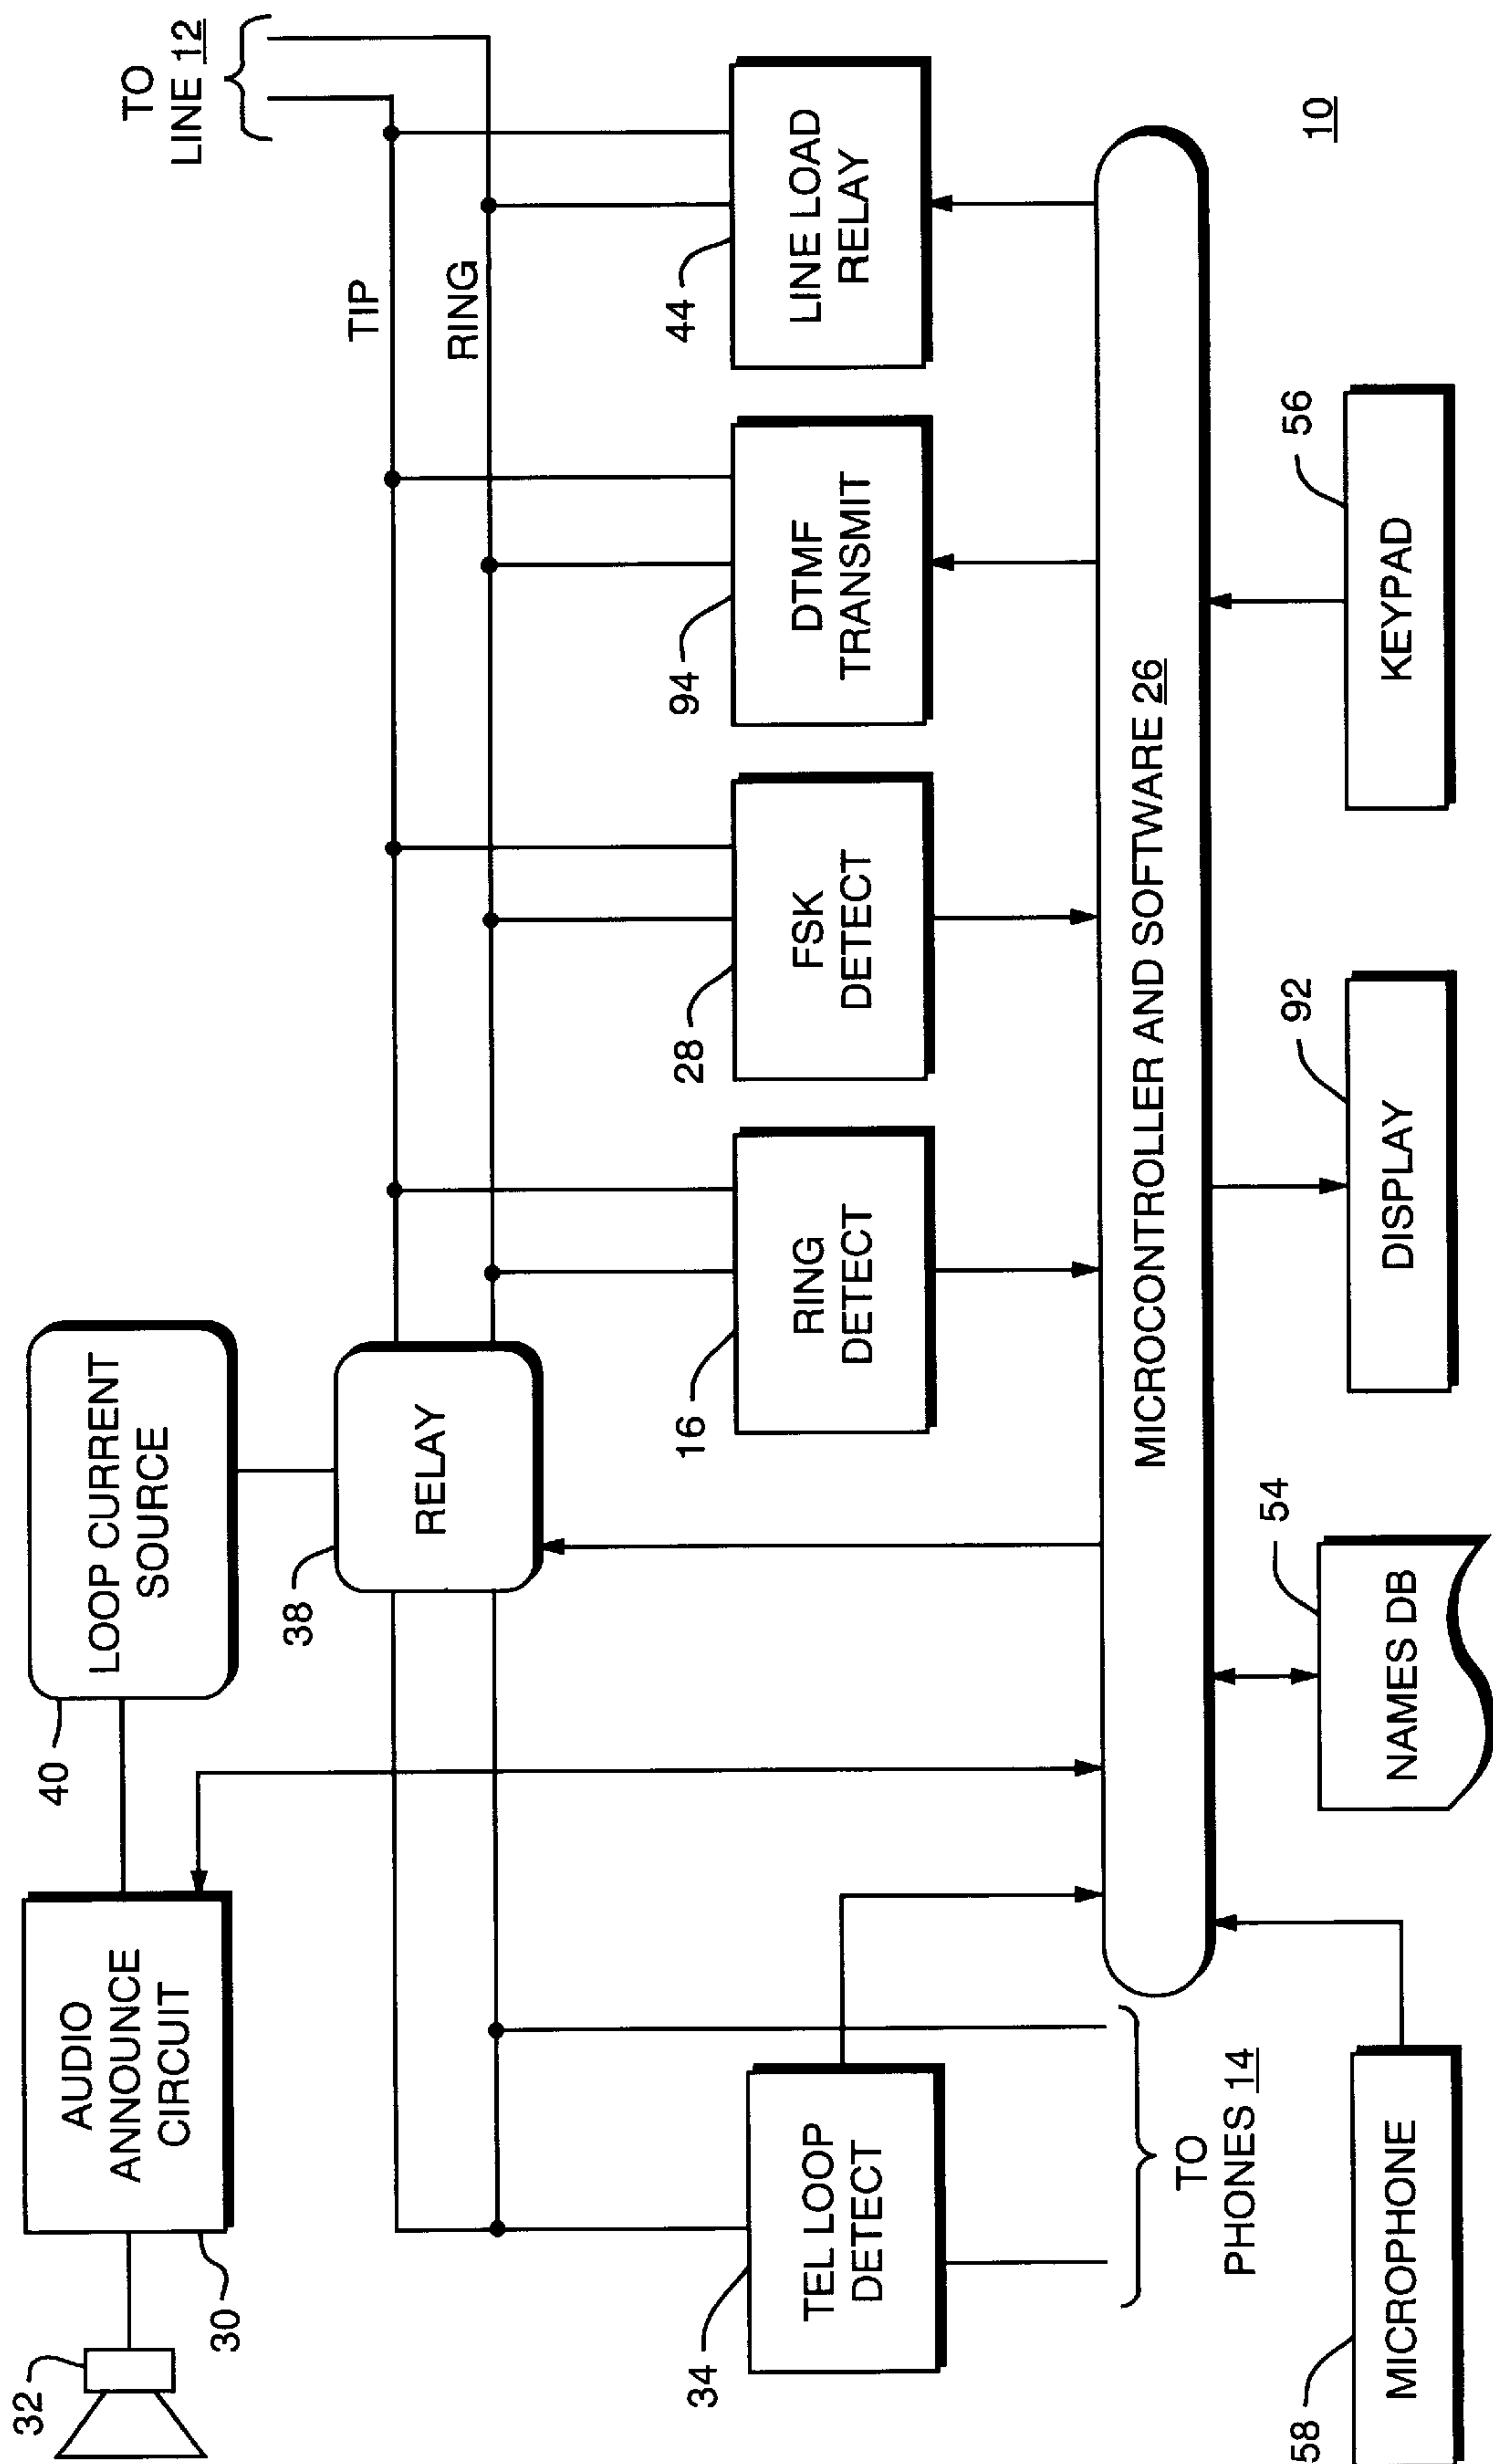 32
AUDIO
ANNOUNCE
CIRCUIT
30
40
LOOP CURRENT
SOURCE
38
RELAY
TIP
RING
TO
LINE 12
34
TEL LOOP
DETECT
16
RING
DETECT
28
FSK
DETECT
94
DTMF
TRANSMIT
44
LINE LOAD
RELAY
TO
PHONES 14
MICROCONTROLLER AND SOFTWARE 26
10
58
MICROPHONE
54
NAMES DB
92
DISPLAY
56
KEYPAD